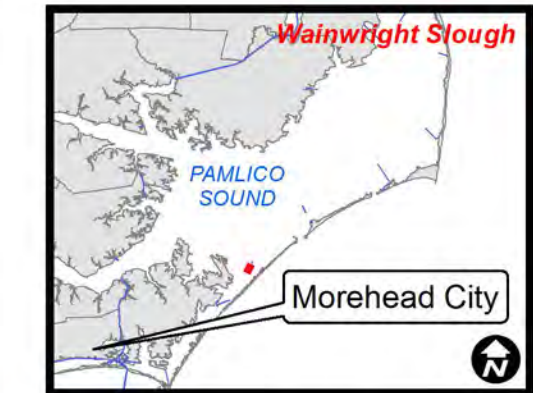 Wainwright Slough
PAMLICO
SOUND
Morehead City
N